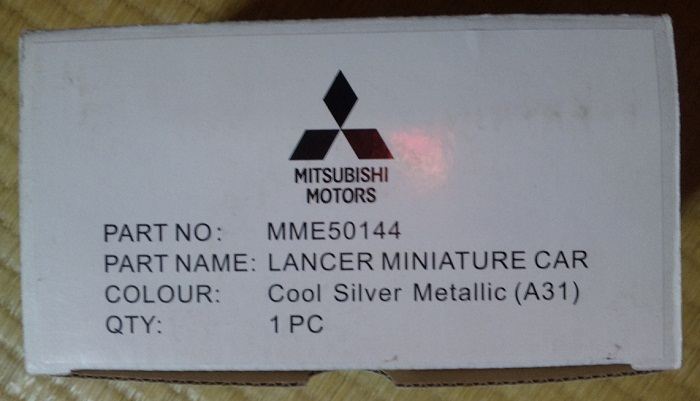 MITSUBISHI
MOTORS
PART NO: MME50144
PART NAME: LANCER MINIATURE CAR
COLOUR: Cool Silver Metallic (A31)
QTY: 1 PC